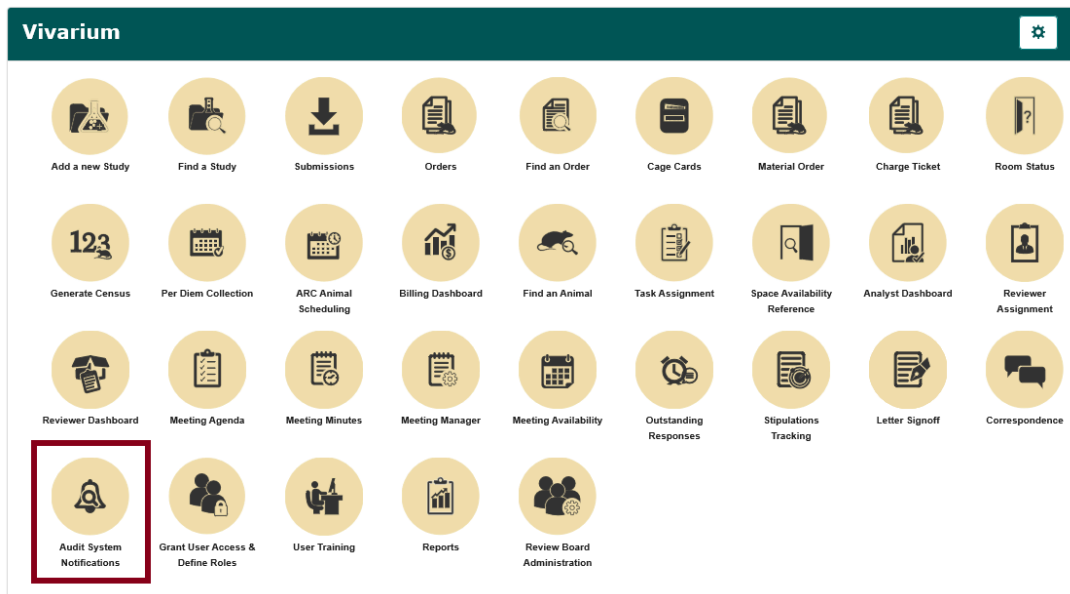 Vivarium
Add a new Study
Find a Study
Submissions
Orders
Find an Order
Cage Cards
Material Order
Charge Ticket
?
Room Status
123
Generate Census
Per Diem Collection
ARC Animal
Scheduling
$
Billing Dashboard
Find an Animal
Task Assignment
Space Availability
Reference
Analyst Dashboard
Reviewer
Assignment
Reviewer Dashboard
Meeting Agenda
Meeting Minutes
Meeting Manager
Meeting Availability
Outstanding
Responses
Stipulations
Tracking
Letter Signoff
Correspondence
Audit System
Notifications
Grant User Access &
Define Roles
User Training
Reports
Review Board
Administration